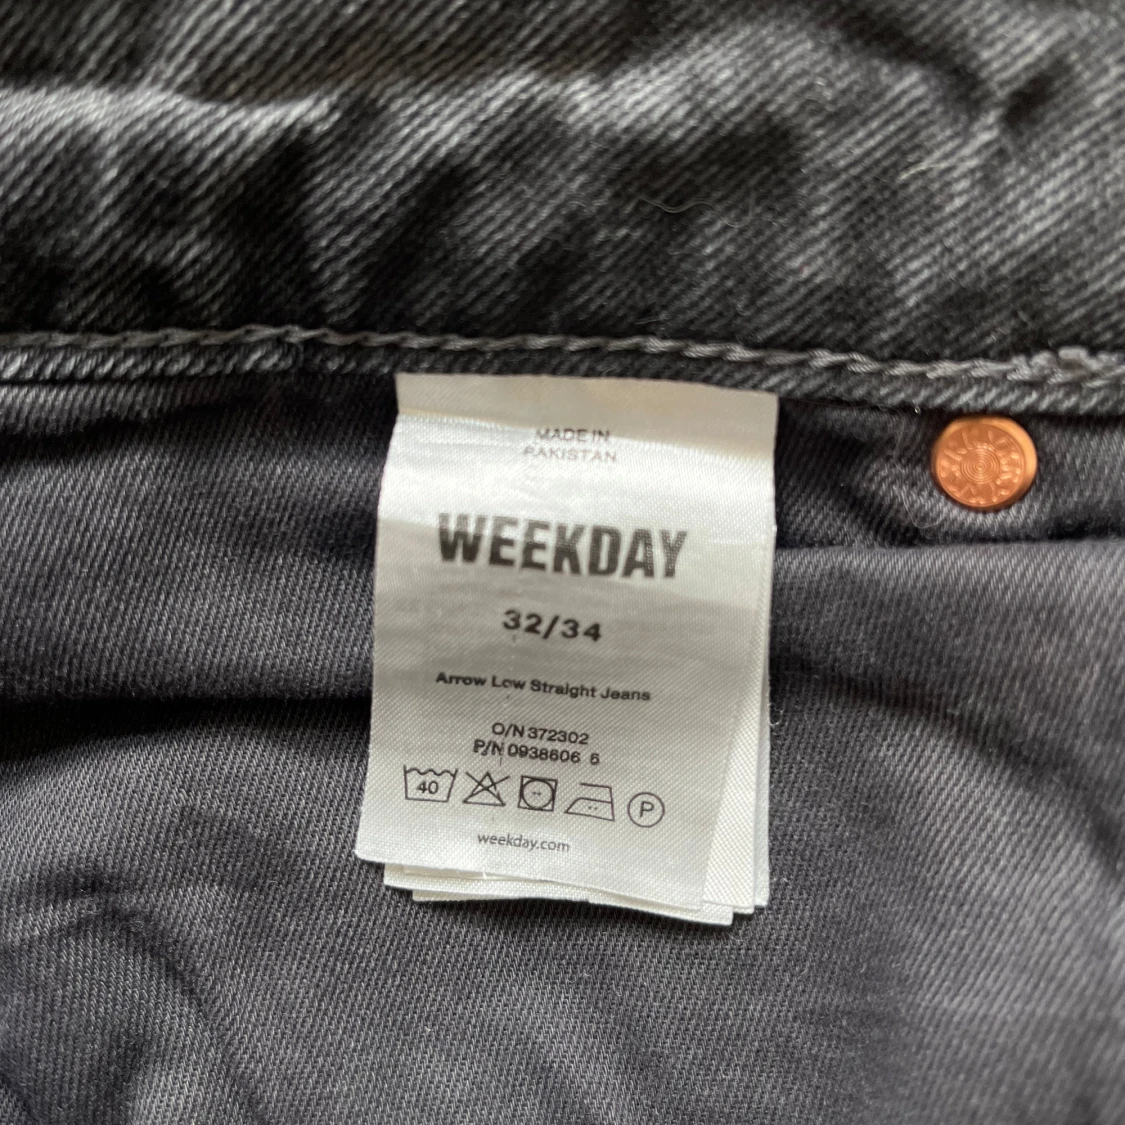 MADE IN
PAKISTAN
WEEKDAY
32/34
Arrow Low Straight Jeans
O/N 372302
P/N 0938606 6
40
P
weekday.com